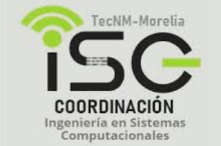 TecNM-Morelia
iSC
COORDINACIÓN
Ingeniería en Sistemas
Computacionales